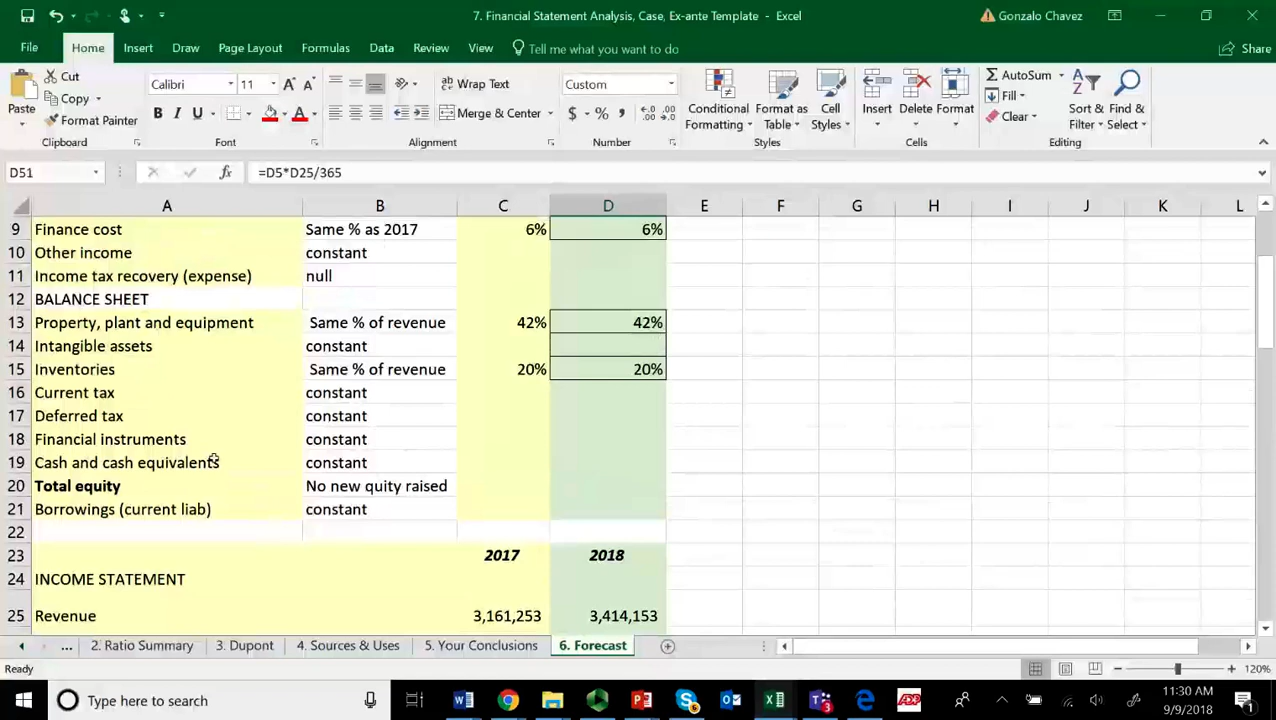 7. Financial Statement Analysis, Case, Ex-ante Template - Excel
Gonzalo Chavez
File Home Insert Draw Page Layout Formulas Data Review View Tell me what you want to do Share
Paste
Cut
Copy
Format Painter
Calibri 11
B I U
Wrap Text
Merge & Center
Custom
$ % ,
Conditional Formatting
Format as Table
Cell Styles
Insert
Delete
Format
AutoSum
Fill
Clear
Sort & Filter
Find & Select
Clipboard Font Alignment Number Styles Cells Editing
D51 fx =D5*D25/365
A B C D E F G H I J K L
9 Finance cost Same % as 2017 6% 6%
10 Other income constant
11 Income tax recovery (expense) null
12 BALANCE SHEET
13 Property, plant and equipment Same % of revenue 42% 42%
14 Intangible assets constant
15 Inventories Same % of revenue 20% 20%
16 Current tax constant
17 Deferred tax constant
18 Financial instruments constant
19 Cash and cash equivalents constant
20 Total equity No new quity raised
21 Borrowings (current liab) constant
22
23 2017 2018
24 INCOME STATEMENT
25 Revenue 3,161,253 3,414,153
... 2. Ratio Summary 3. Dupont 4. Sources & Uses 5. Your Conclusions 6. Forecast
Ready 120%
Type here to search
11:30 AM
9/9/2018